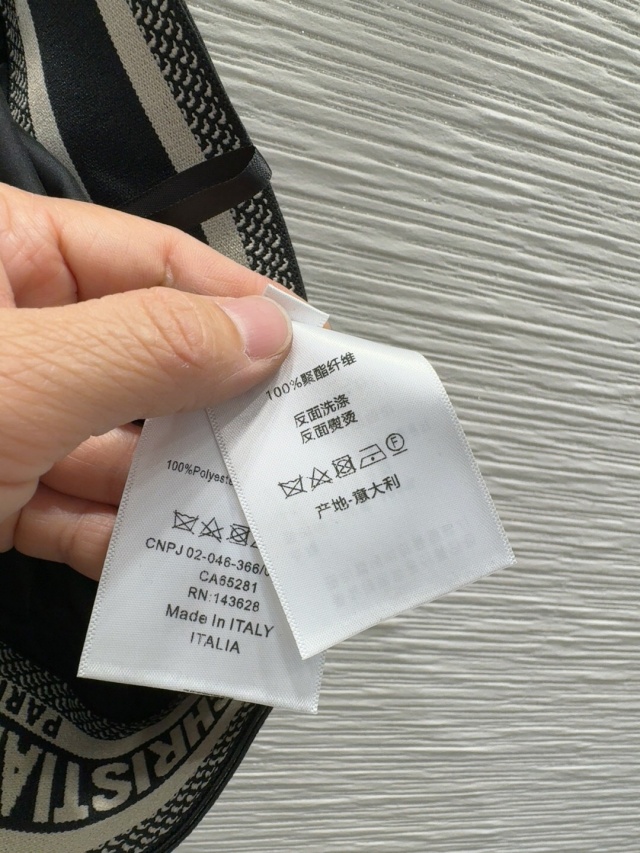 100%聚酯纤维
反面洗涤
反面熨烫
F
产地-意大利
100%Polyest
CNPJ 02-046-366/
CA65281
RN:143628
Made In ITALY
ITALIA
CHRISTIAN
PARI